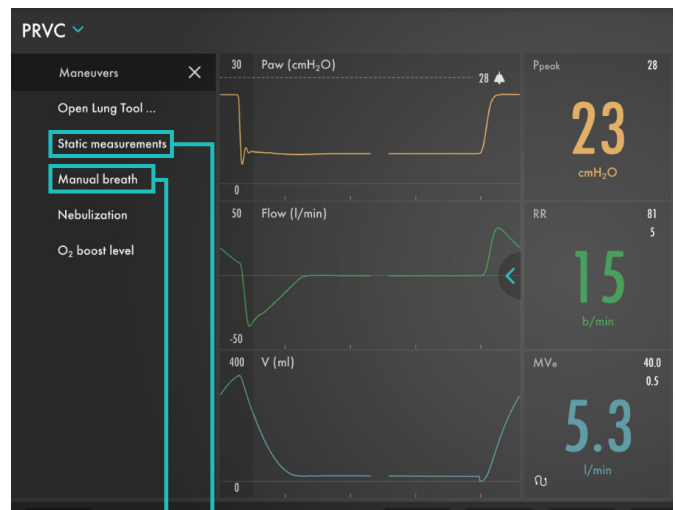 PRVC
Maneuvers
Open Lung Tool ...
Static measurements
Manual breath
Nebulization
O₂ boost level
30 Paw (cmH₂O)
28
0
50 Flow (l/min)
-50
400 V (ml)
0
Ppeak 28
23
cmH₂O
RR 81
5
15
b/min
MVe 40.0
0.5
5.3
l/min